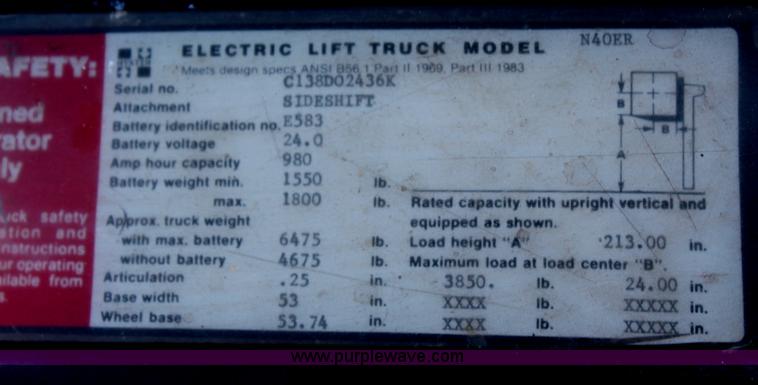 AFETY:
ned
rator
ly
uck safety
ation and
instructions
ur operating
ilable from
s.
HYSTER
ELECTRIC LIFT TRUCK MODEL N40ER
Meets design specs ANSI B56.1 Part II 1969, Part III 1983
Serial no. C138D02436K
Attachment SIDESHIFT
Battery identification no. E583
Battery voltage 24.0
Amp hour capacity 980
Battery weight min. 1550 lb.
max. 1800 lb.
Approx. truck weight
with max. battery 6475 lb.
without battery 4675 lb.
Articulation .25 in.
Base width 53 in.
Wheel base 53.74 in.
B
B
A
Rated capacity with upright vertical and
equipped as shown.
Load height "A" 213.00 in.
Maximum load at load center "B".
3850. lb. 24.00 in.
XXXX lb. XXXXX in.
XXXX lb. XXXXX in.
www.purplewave.com